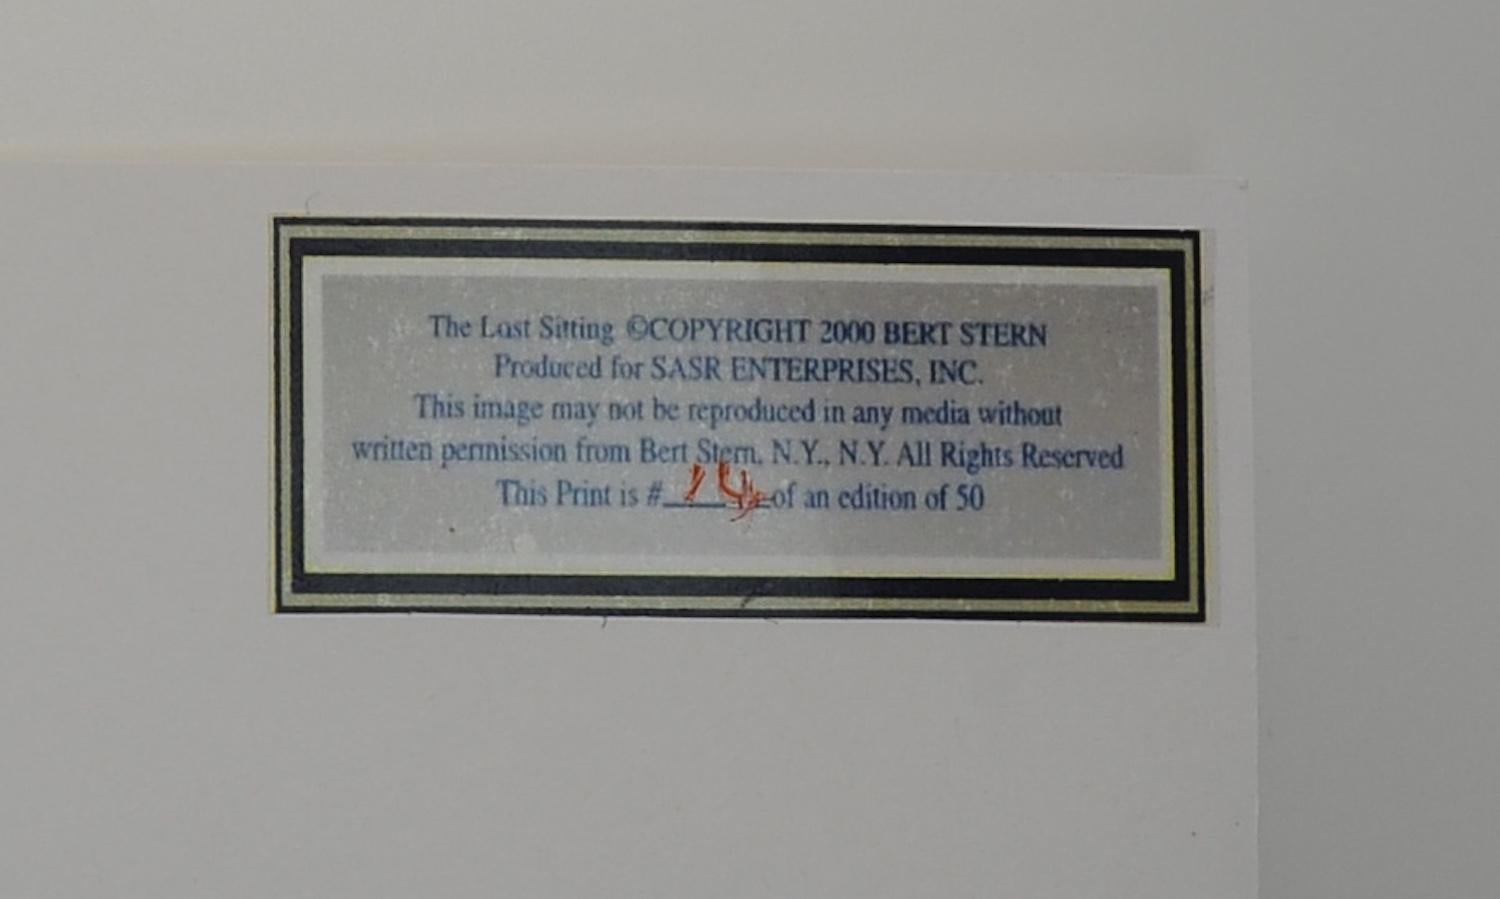 The Last Sitting ©COPYRIGHT 2000 BERT STERN
Produced for SASR ENTERPRISES, INC.
This image may not be reproduced in any media without
written permission from Bert Stern, N.Y., N.Y. All Rights Reserved
This Print is # 14 of an edition of 50